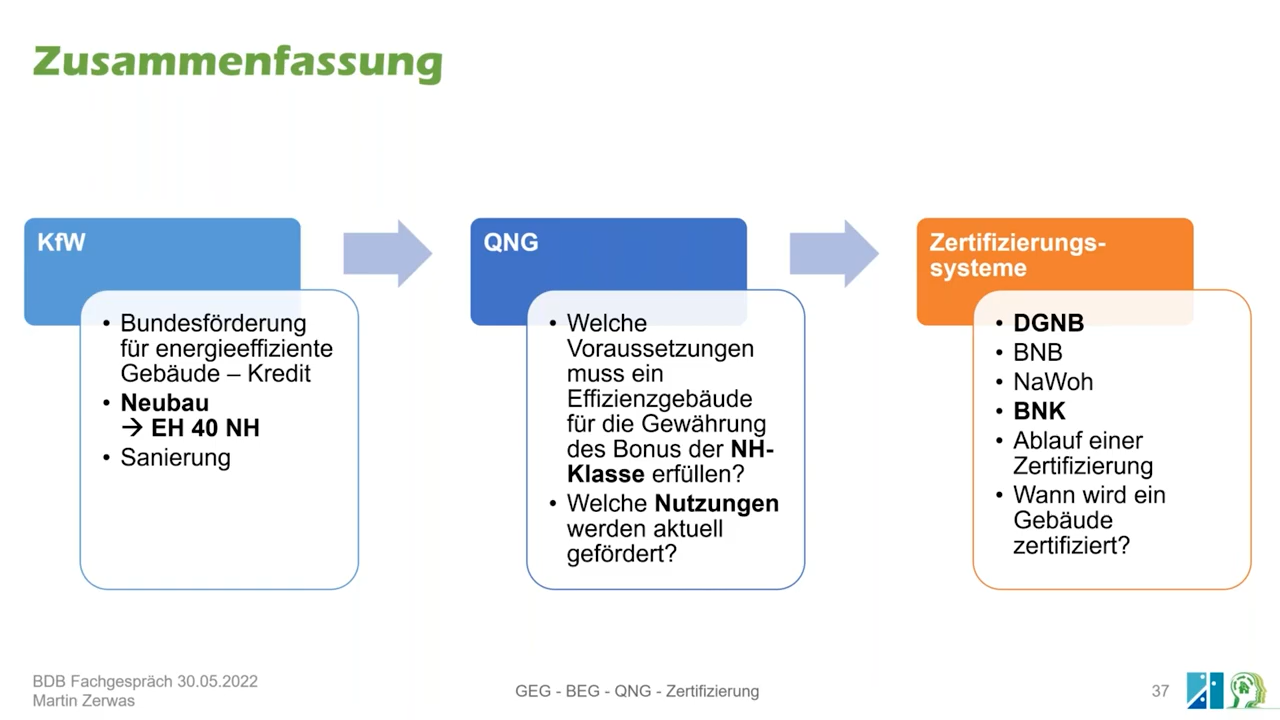 Zusammenfassung
KfW
• Bundesförderung
für energieeffiziente
Gebäude – Kredit
• Neubau
→ EH 40 NH
• Sanierung
QNG
• Welche
Voraussetzungen
muss ein
Effizienzgebäude
für die Gewährung
des Bonus der NH-
Klasse erfüllen?
• Welche Nutzungen
werden aktuell
gefördert?
Zertifizierungs-
systeme
• DGNB
• BNB
• NaWoh
• BNK
• Ablauf einer
Zertifizierung
• Wann wird ein
Gebäude
zertifiziert?
BDB Fachgespräch 30.05.2022
Martin Zerwas
GEG - BEG - QNG - Zertifizierung
37